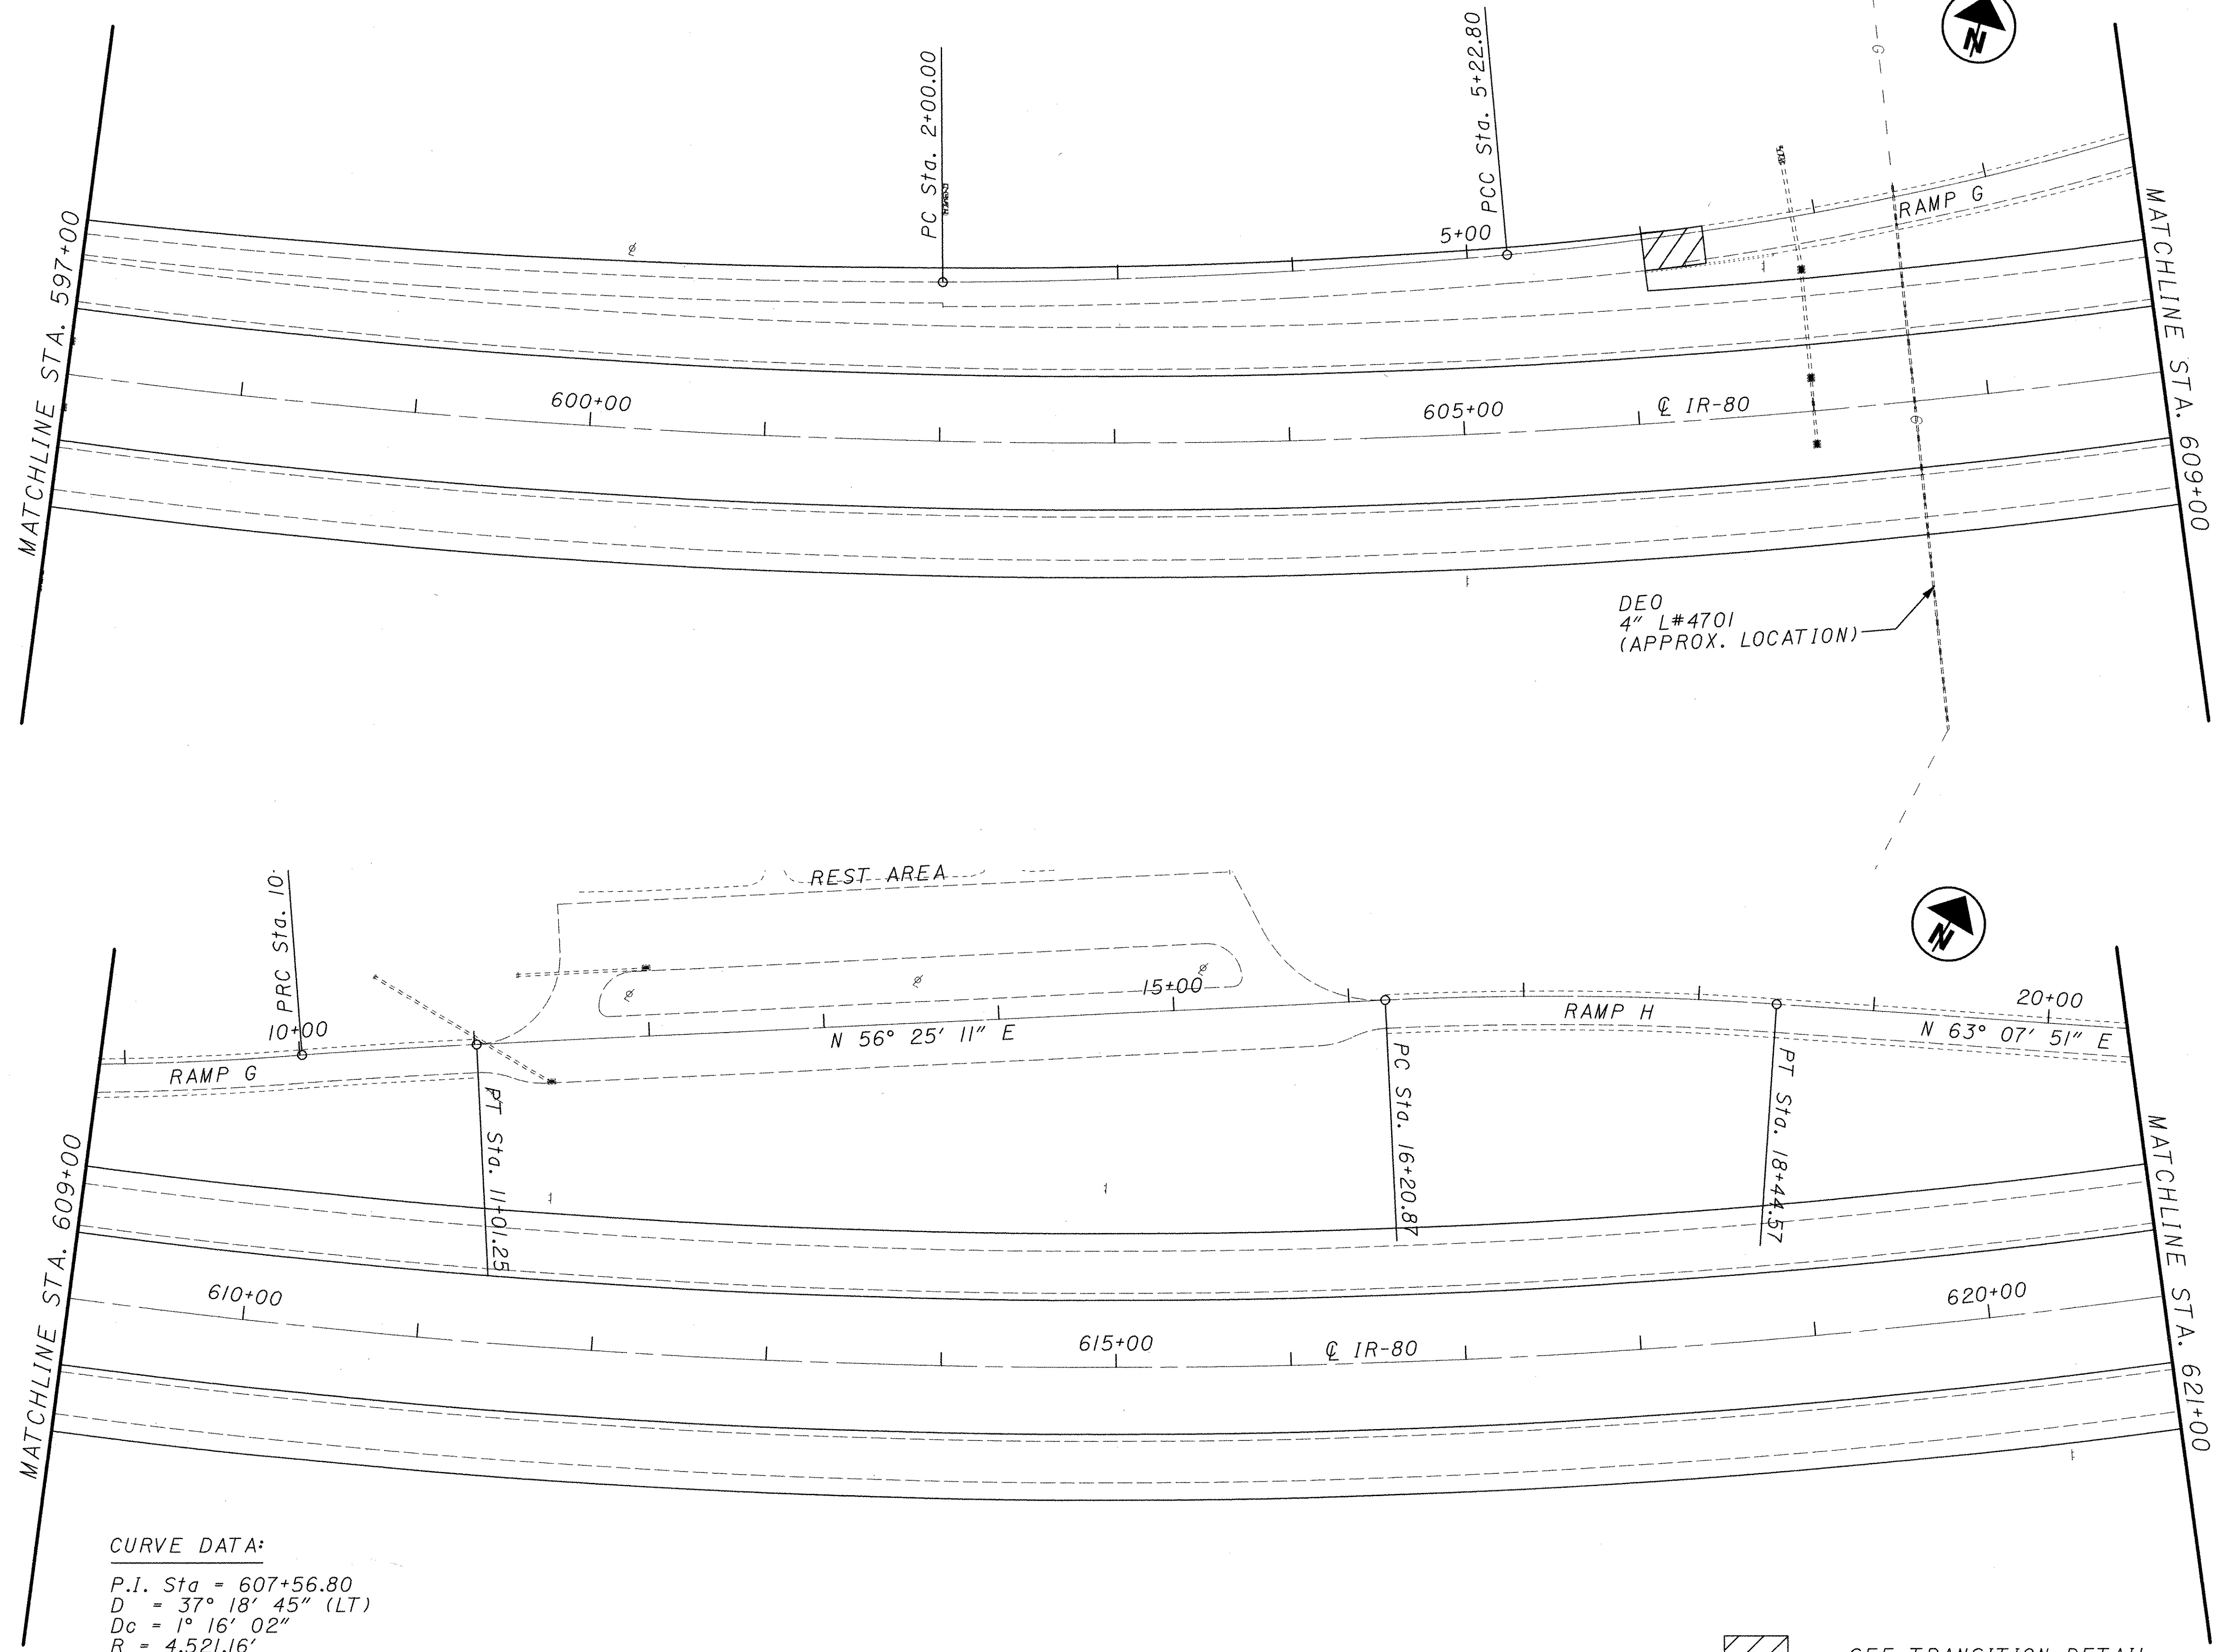 PC Sta. 2+00.00
PCC Sta. 5+22.80
G
N
5+00
RAMP G
MATCHLINE STA. 597+00
MATCHLINE STA. 609+00
600+00
605+00
℄ IR-80
G
DEO
4" L#4701
(APPROX. LOCATION)
REST AREA
PRC Sta. 10
N
10+00
RAMP G
15+00
N 56° 25' 11" E
RAMP H
20+00
N 63° 07' 51" E
PT Sta. 11+01.25
PC Sta. 16+20.87
PT Sta. 18+44.57
MATCHLINE STA. 609+00
MATCHLINE STA. 621+00
610+00
615+00
℄ IR-80
620+00
CURVE DATA:
P.I. Sta = 607+56.80
D = 37° 18' 45" (LT)
Dc = 1° 16' 02"
R = 4,521.16'
SEE TRANSITION DETAIL